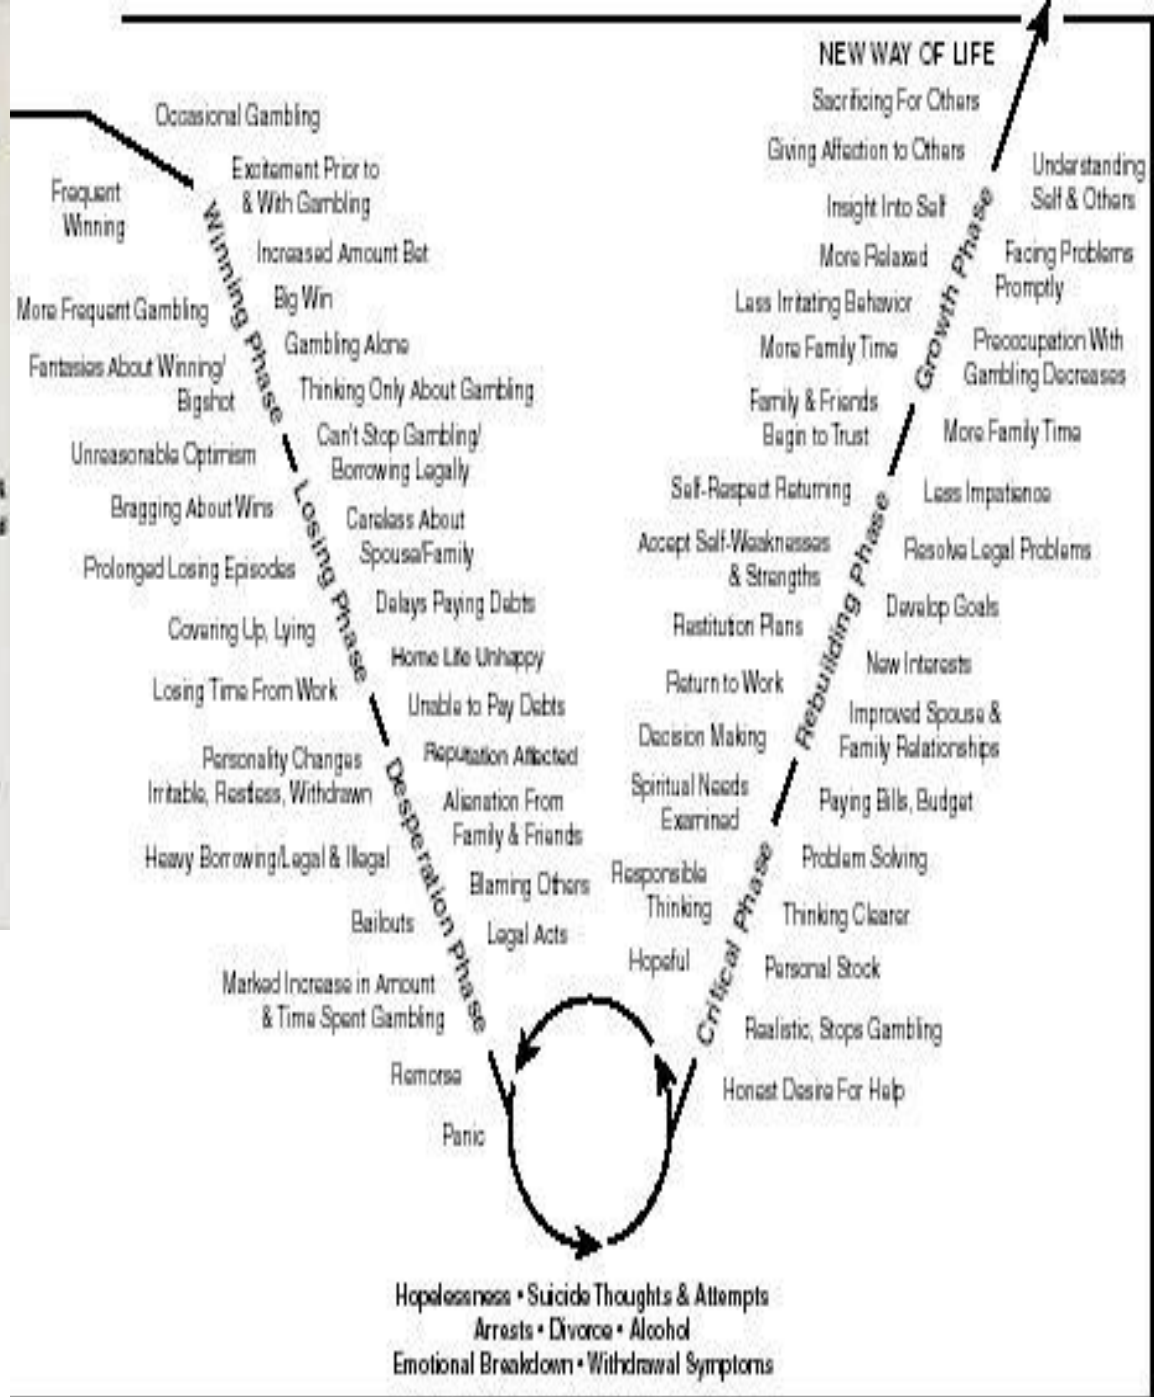 Occasional Gambling
Frequent
Winning
Excitement Prior to
& With Gambling
Increased Amount Bet
Big Win
More Frequent Gambling
Gambling Alone
Fantasies About Winning/
Bigshot
Thinking Only About Gambling
Can't Stop Gambling/
Borrowing Legally
Unreasonable Optimism
Bragging About Wins
Careless About
Spouse/Family
Prolonged Losing Episodes
Delays Paying Debts
Covering Up, Lying
Home Life Unhappy
Losing Time From Work
Unable to Pay Debts
Personality Changes
Irritable, Restless, Withdrawn
Reputation Affected
Alienation From
Family & Friends
Heavy Borrowing/Legal & Illegal
Blaming Others
Bailouts
Legal Acts
Marked Increase in Amount
& Time Spent Gambling
Remorse
Panic
Winning Phase
Losing Phase
Desperation Phase
Hopelessness • Suicide Thoughts & Attempts
Arrests • Divorce • Alcohol
Emotional Breakdown • Withdrawal Symptoms
Critical Phase
Rebuilding Phase
Growth Phase
NEW WAY OF LIFE
Sacrificing For Others
Giving Affection to Others
Insight Into Self
More Relaxed
Less Irritating Behavior
More Family Time
Family & Friends
Begin to Trust
Self-Respect Returning
Accept Self-Weaknesses
& Strengths
Restitution Plans
Return to Work
Decision Making
Spiritual Needs
Examined
Responsible
Thinking
Hopeful
Understanding
Self & Others
Facing Problems
Promptly
Preoccupation With
Gambling Decreases
More Family Time
Less Impatience
Resolve Legal Problems
Develop Goals
New Interests
Improved Spouse &
Family Relationships
Paying Bills, Budget
Problem Solving
Thinking Clearer
Personal Stock
Realistic, Stops Gambling
Honest Desire For Help